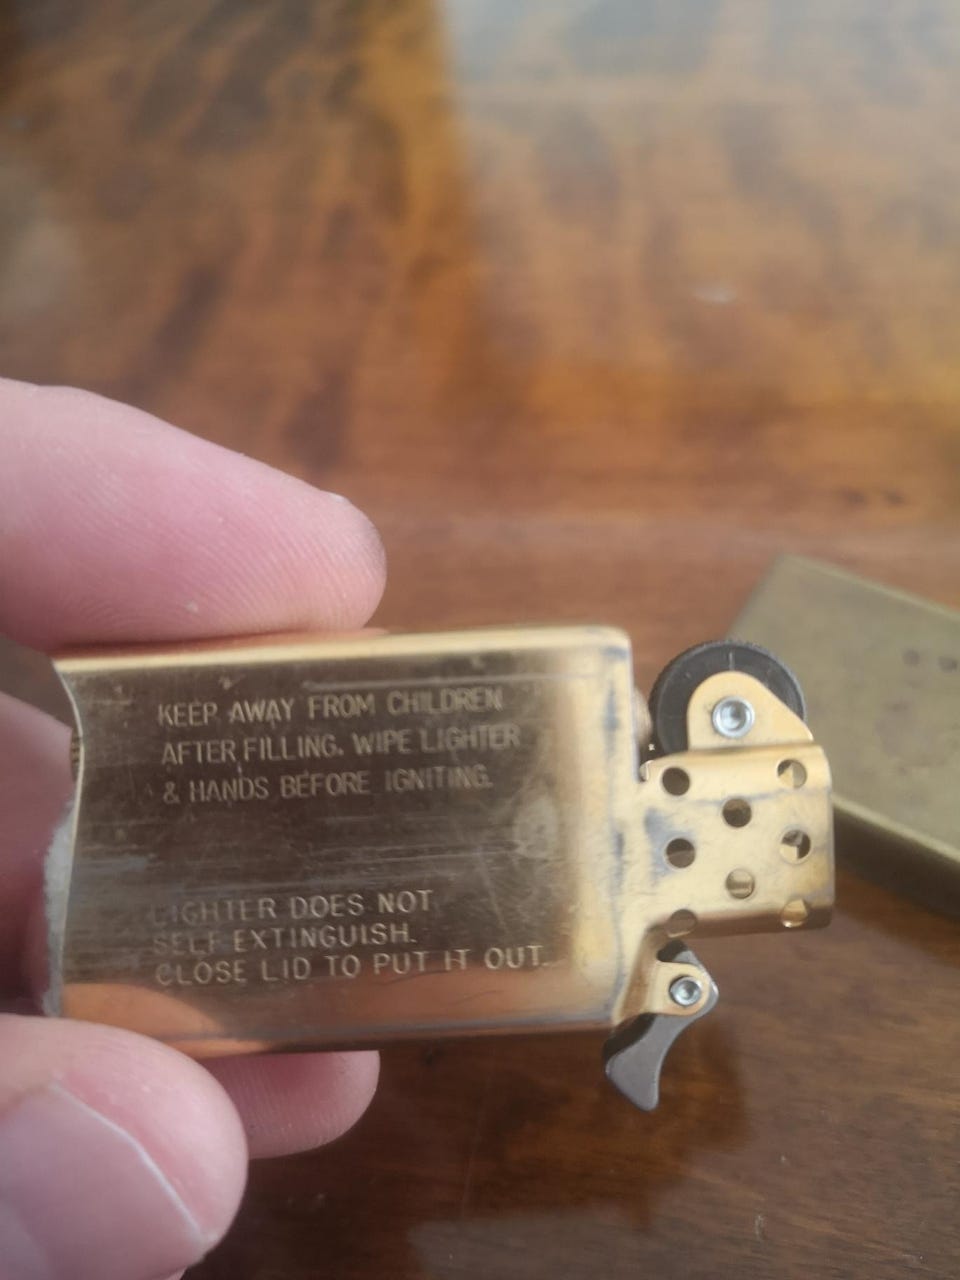 KEEP AWAY FROM CHILDREN
AFTER FILLING, WIPE LIGHTER
& HANDS BEFORE IGNITING.
LIGHTER DOES NOT
SELF EXTINGUISH.
CLOSE LID TO PUT IT OUT.